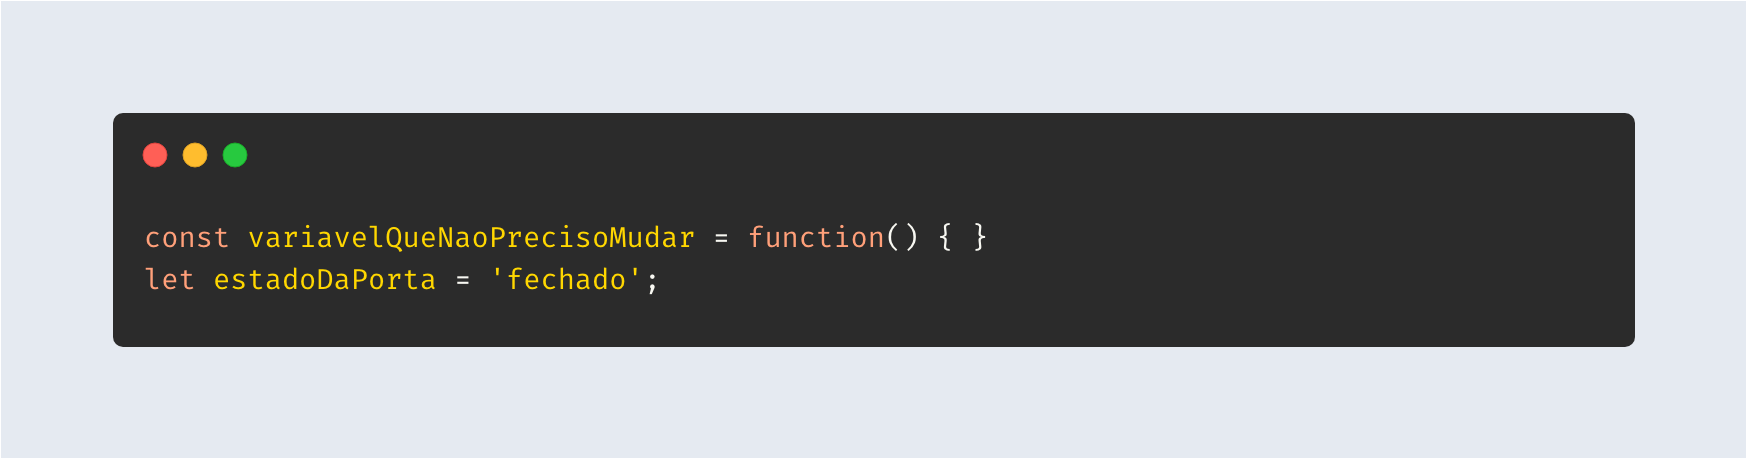 const variavelQueNaoPrecisoMudar = function() { }
let estadoDaPorta = 'fechado';